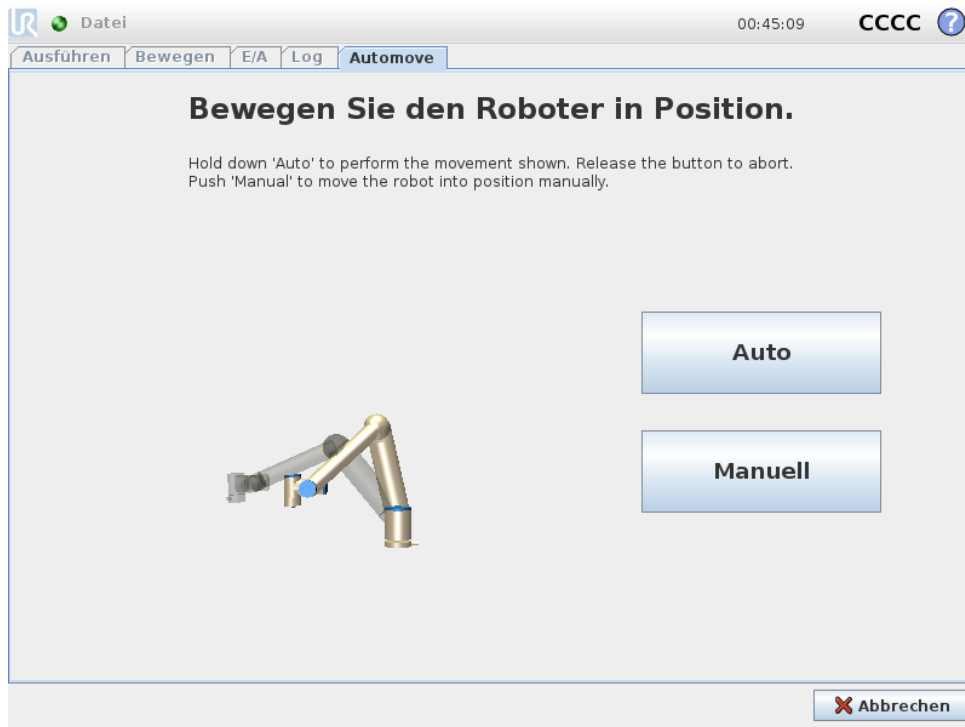 UR Datei 00:45:09 CCCC ?
Ausführen Bewegen E/A Log Automove
Bewegen Sie den Roboter in Position.
Hold down 'Auto' to perform the movement shown. Release the button to abort.
Push 'Manual' to move the robot into position manually.
Auto
Manuell
Abbrechen